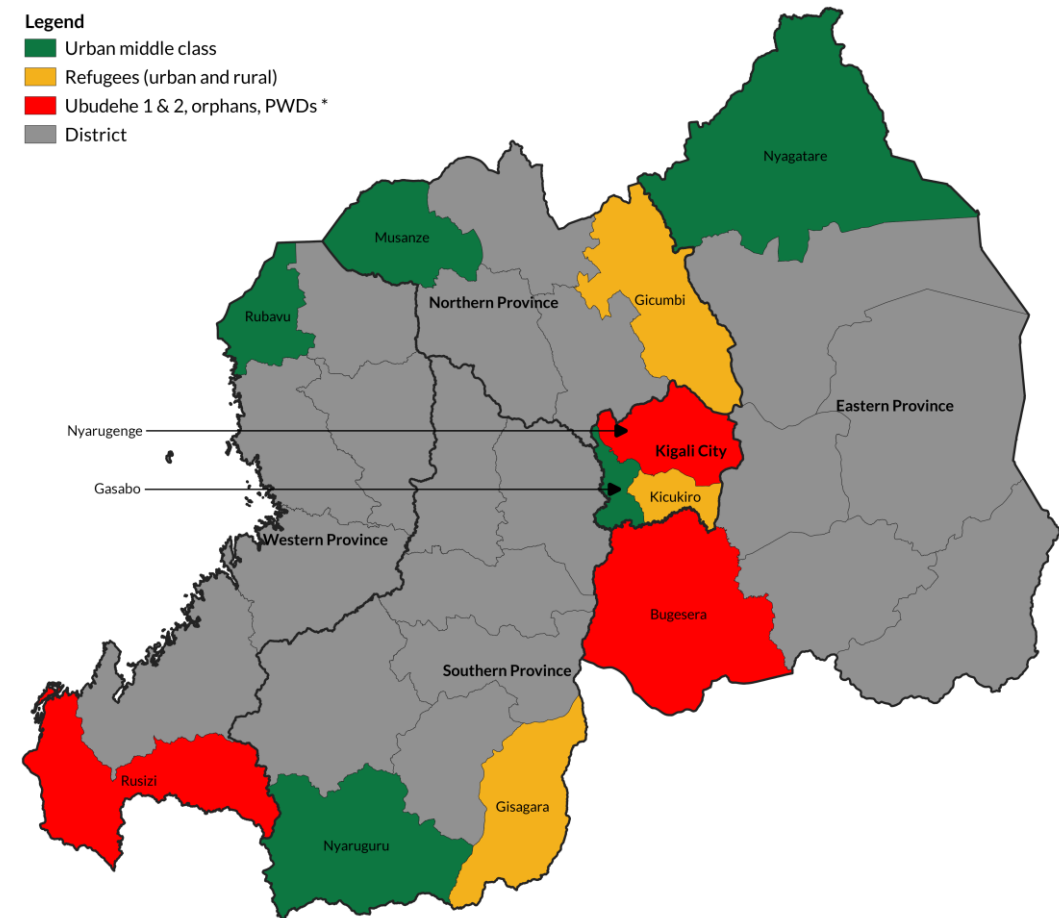 Legend
Urban middle class
Refugees (urban and rural)
Ubudehe 1 & 2, orphans, PWDs *
District
Nyagatare
Musanze
Gicumbi
Northern Province
Rubavu
Eastern Province
Nyarugenge
Kigali City
Gasabo
Kicukiro
Western Province
Bugesera
Southern Province
Rusizi
Gisagara
Nyaruguru